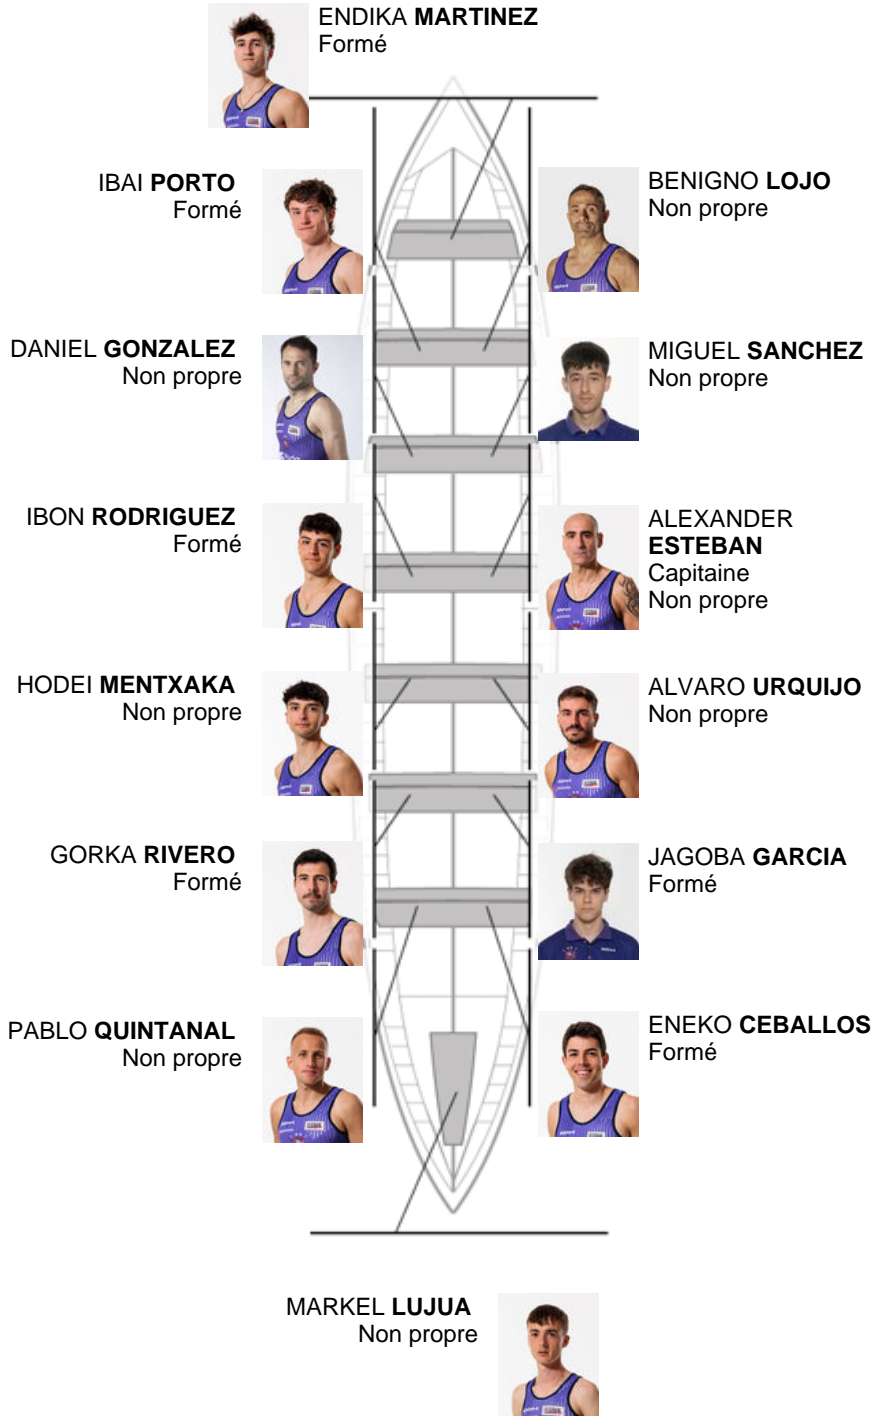 ENDIKA MARTINEZ
Formé
IBAI PORTO
Formé
BENIGNO LOJO
Non propre
DANIEL GONZALEZ
Non propre
MIGUEL SANCHEZ
Non propre
IBON RODRIGUEZ
Formé
ALEXANDER
ESTEBAN
Capitaine
Non propre
HODEI MENTXAKA
Non propre
ALVARO URQUIJO
Non propre
GORKA RIVERO
Formé
JAGOBA GARCIA
Formé
PABLO QUINTANAL
Non propre
ENEKO CEBALLOS
Formé
MARKEL LUJUA
Non propre